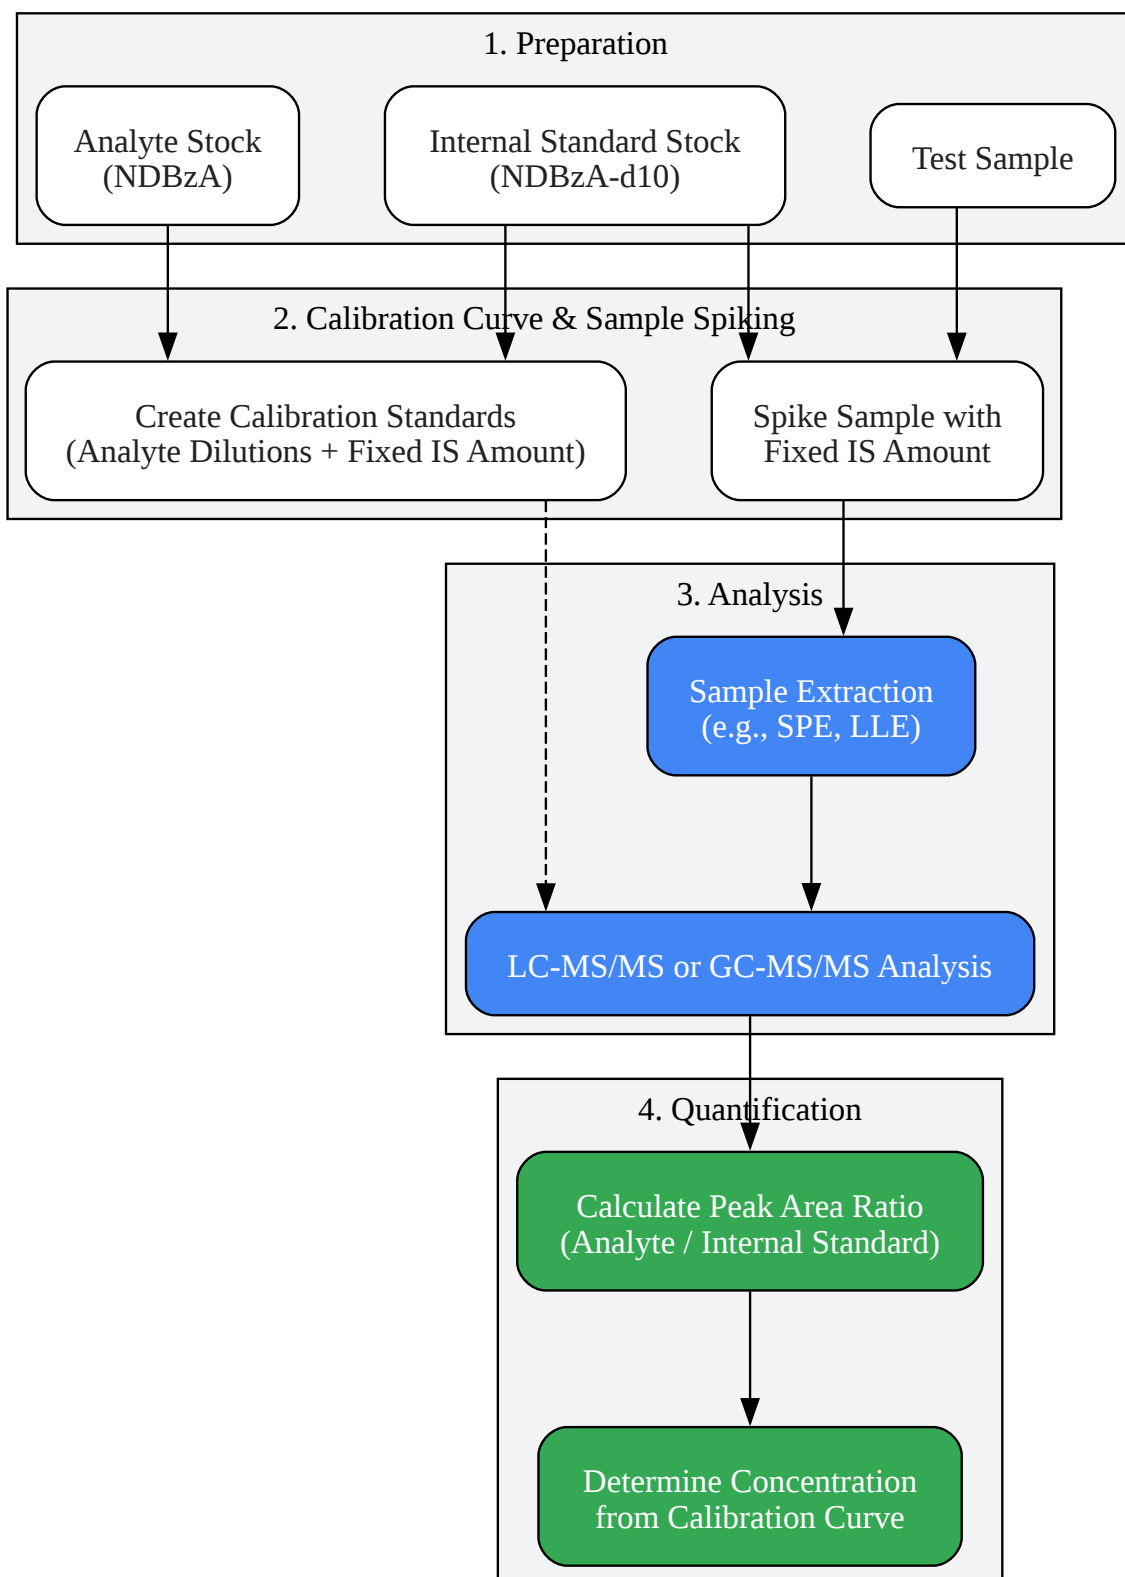 1. Preparation
Analyte Stock
(NDBzA)
Internal Standard Stock
(NDBzA-d10)
Test Sample
2. Calibration Curve & Sample Spiking
Create Calibration Standards
(Analyte Dilutions + Fixed IS Amount)
Spike Sample with
Fixed IS Amount
3. Analysis
Sample Extraction
(e.g., SPE, LLE)
LC-MS/MS or GC-MS/MS Analysis
4. Quantification
Calculate Peak Area Ratio
(Analyte / Internal Standard)
Determine Concentration
from Calibration Curve